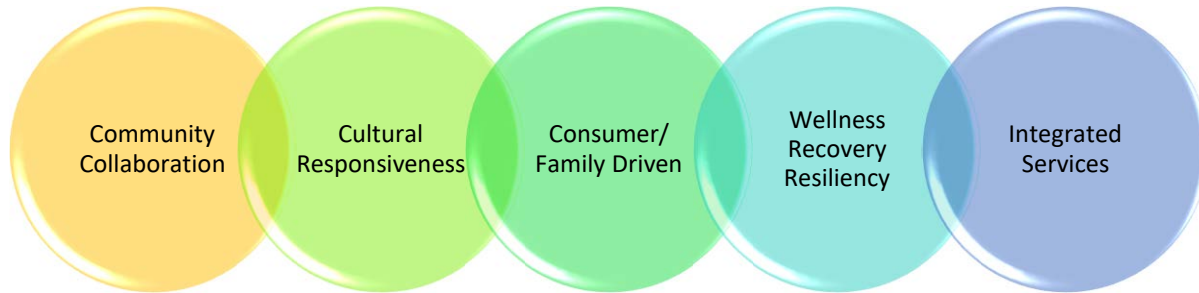 Community
Collaboration
Cultural
Responsiveness
Consumer/
Family Driven
Wellness
Recovery
Resiliency
Integrated
Services